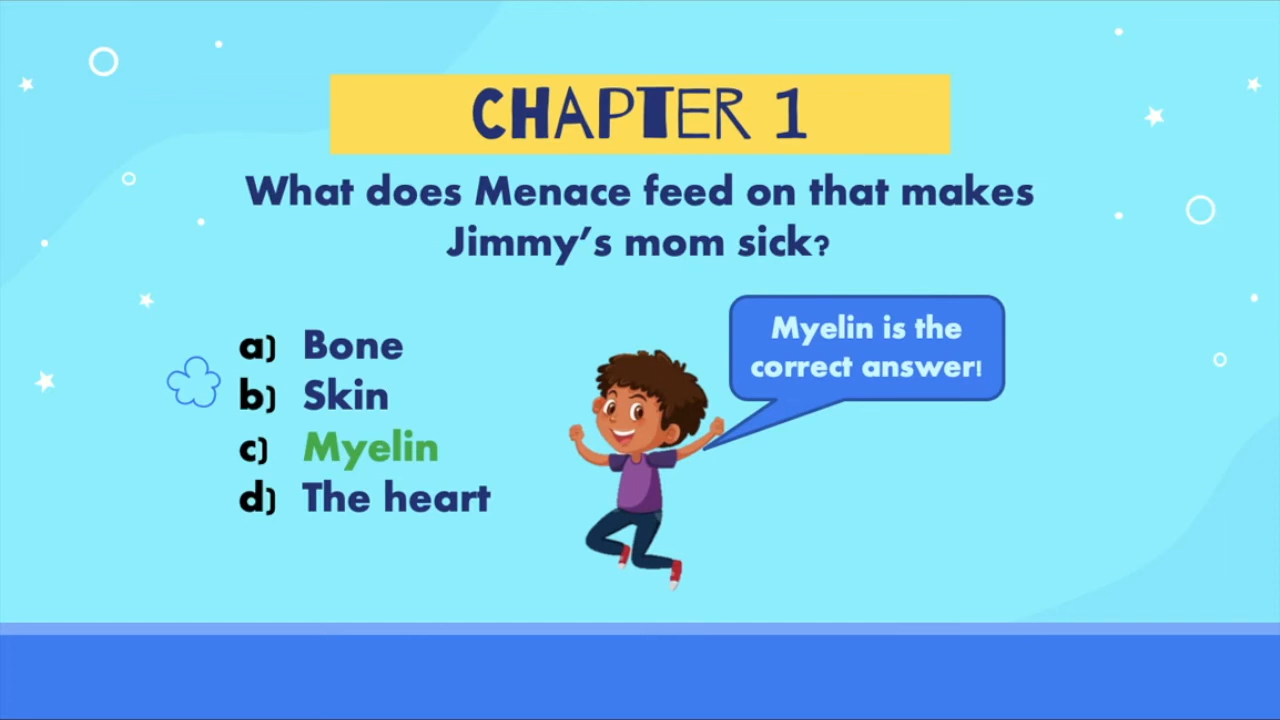 CHAPTER 1
What does Menace feed on that makes
Jimmy’s mom sick?
a) Bone
b) Skin
c) Myelin
d) The heart
Myelin is the
correct answer!